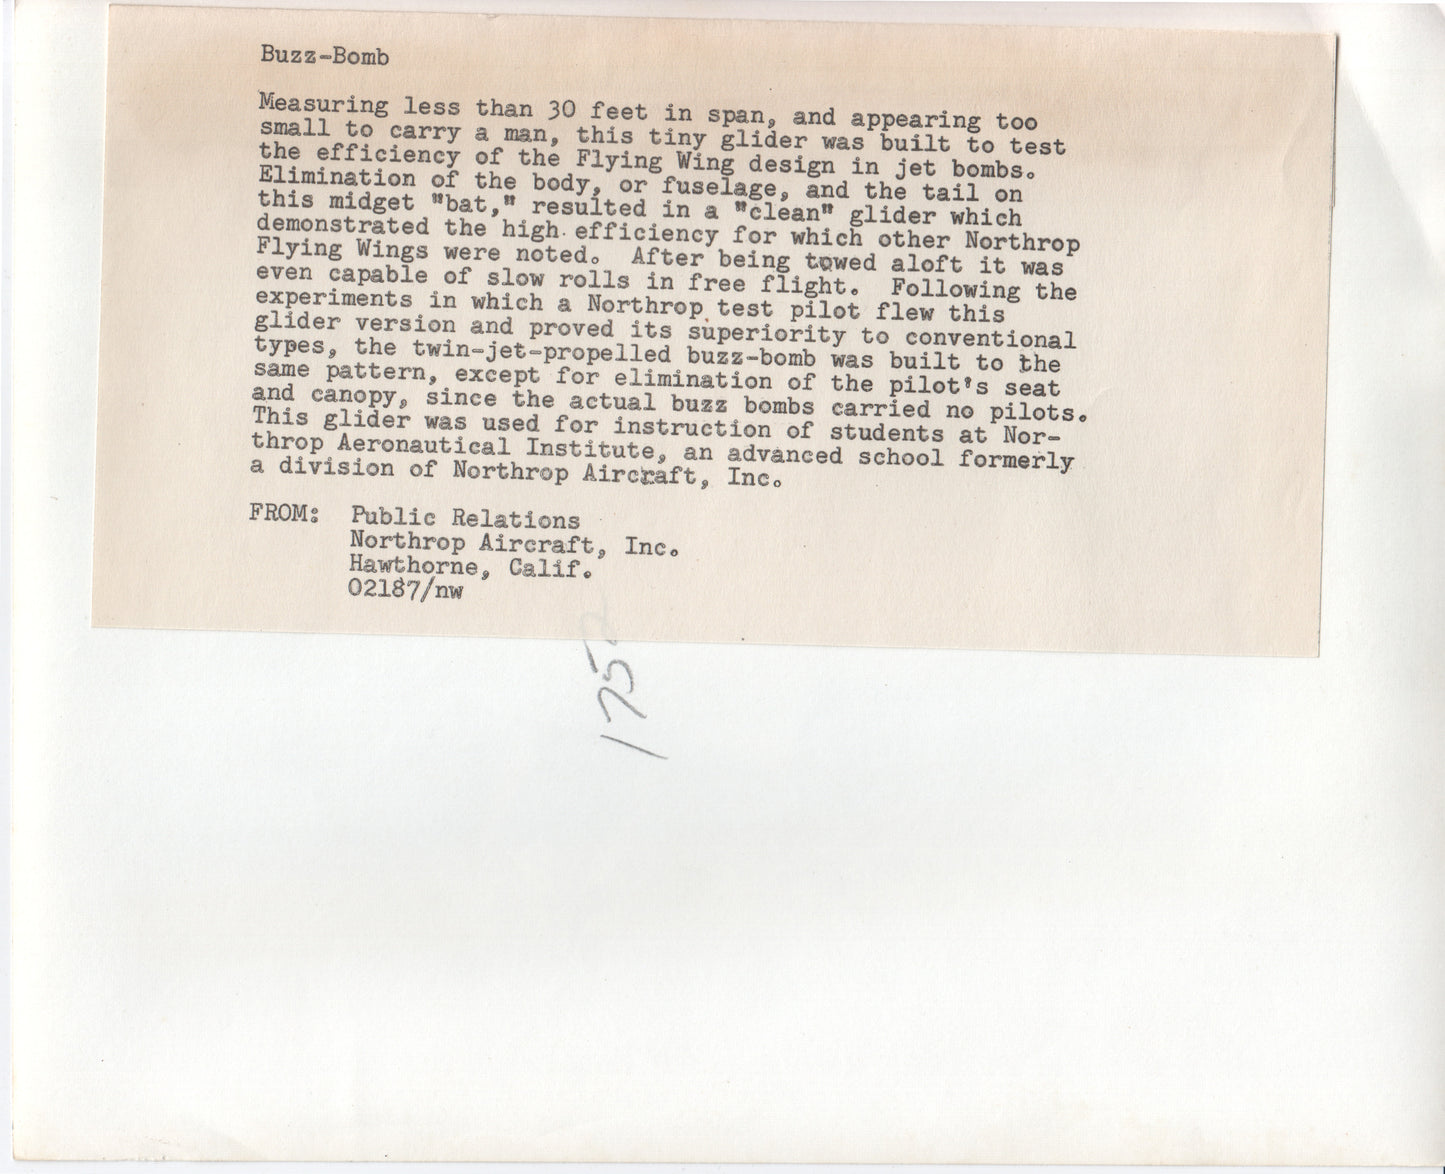 Buzz-Bomb
Measuring less than 30 feet in span, and appearing too
small to carry a man, this tiny glider was built to test
the efficiency of the Flying Wing design in jet bombs.
Elimination of the body, or fuselage, and the tail on
this midget "bat," resulted in a "clean" glider which
demonstrated the high efficiency for which other Northrop
Flying Wings were noted. After being towed aloft it was
even capable of slow rolls in free flight. Following the
experiments in which a Northrop test pilot flew this
glider version and proved its superiority to conventional
types, the twin-jet-propelled buzz-bomb was built to the
same pattern, except for elimination of the pilot's seat
and canopy, since the actual buzz bombs carried no pilots.
This glider was used for instruction of students at Nor-
throp Aeronautical Institute, an advanced school formerly
a division of Northrop Aircraft, Inc.
FROM: Public Relations
Northrop Aircraft, Inc.
Hawthorne, Calif.
02187/nw
1752